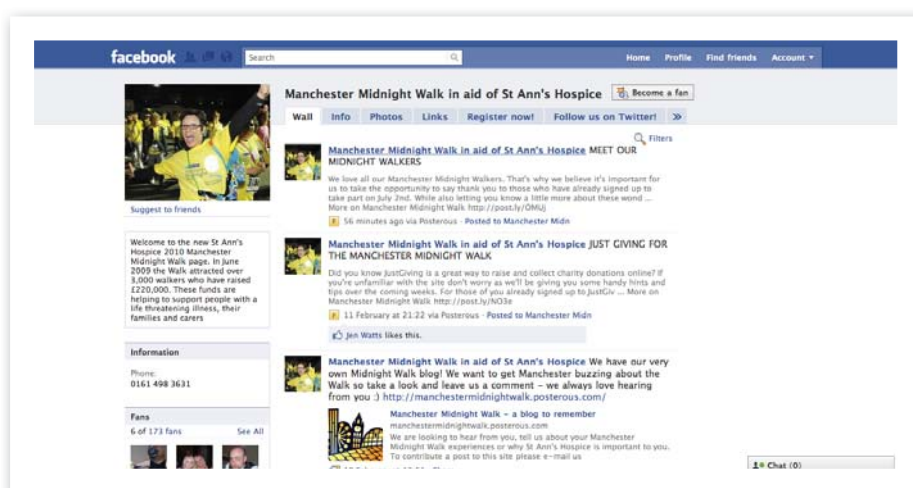 facebook
Search
Home Profile Find friends Account
Manchester Midnight Walk in aid of St Ann's Hospice
Become a fan
Wall Info Photos Links Register now! Follow us on Twitter! »
Filters
Manchester Midnight Walk in aid of St Ann's Hospice MEET OUR
MIDNIGHT WALKERS
We love all our Manchester Midnight Walkers. That's why we believe it's important for
us to take the opportunity to say thank you to those who have already signed up to
take part on July 2nd. While also letting you know a little more about these wond ...
More on Manchester Midnight Walk http://post.ly/OMUj
56 minutes ago via Posterous · Posted to Manchester Midn
Manchester Midnight Walk in aid of St Ann's Hospice JUST GIVING FOR
THE MANCHESTER MIDNIGHT WALK
Did you know JustGiving is a great way to raise and collect charity donations online? If
you're unfamiliar with the site don't worry as we'll be giving you some handy hints and
tips over the coming weeks. For those of you already signed up to JustGiv ... More on
Manchester Midnight Walk http://post.ly/NO3e
11 February at 21:22 via Posterous · Posted to Manchester Midn
Jen Watts likes this.
Manchester Midnight Walk in aid of St Ann's Hospice We have our very
own Midnight Walk blog! We want to get Manchester buzzing about the
Walk so take a look and leave us a comment – we always love hearing
from you :) http://manchestermidnightwalk.posterous.com/
Manchester Midnight Walk – a blog to remember
manchestermidnightwalk.posterous.com
We are looking to hear from you, tell us about your Manchester
Midnight Walk experiences or why St Ann's Hospice is important to you.
To contribute a post to this site please e-mail us
Suggest to friends
Welcome to the new St Ann's
Hospice 2010 Manchester
Midnight Walk page. In June
2009 the Walk attracted over
3,000 walkers who have raised
£220,000. These funds are
helping to support people with a
life threatening illness, their
families and carers
Information
Phone:
0161 498 3631
Fans
6 of 173 fans See All
Chat (0)